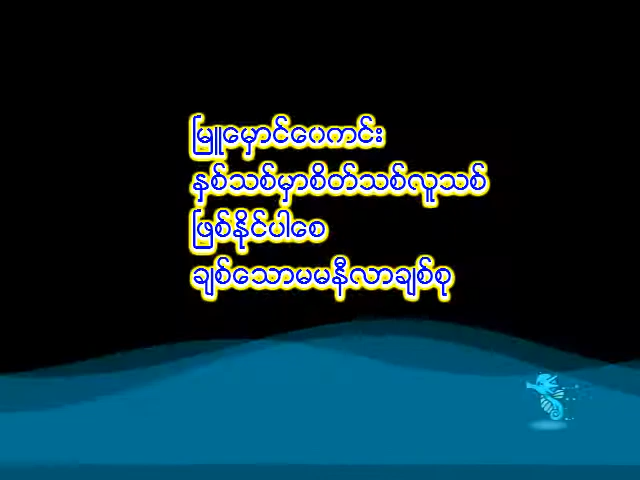 မြူမှောင်ဝေကင်း
နှစ်သစ်မှာစိတ်သစ်လူသစ်
ဖြစ်နိုင်ပါစေ
ချစ်သောမမနီလာချစ်စု